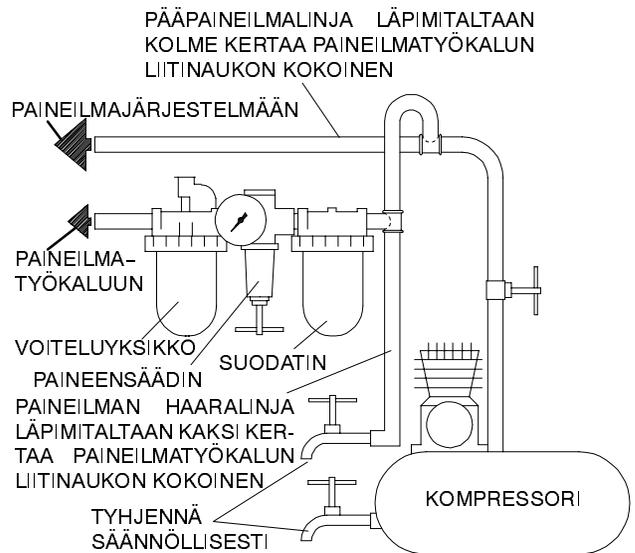 PÄÄPAINEILMALINJA LÄPIMITALTAAN
KOLME KERTAA PAINEILMATYÖKALUN
LIITINAUKON KOKOINEN
PAINEILMAJÄRJESTELMÄÄN
PAINEILMA–
TYÖKALUUN
VOITELUYKSIKKÖ
SUODATIN
PAINEENSÄÄDIN
PAINEILMAN HAARALINJA
LÄPIMITALTAAN KAKSI KER-
TAA PAINEILMATYÖKALUN
LIITINAUKON KOKOINEN
KOMPRESSORI
TYHJENNÄ
SÄÄNNÖLLISESTI